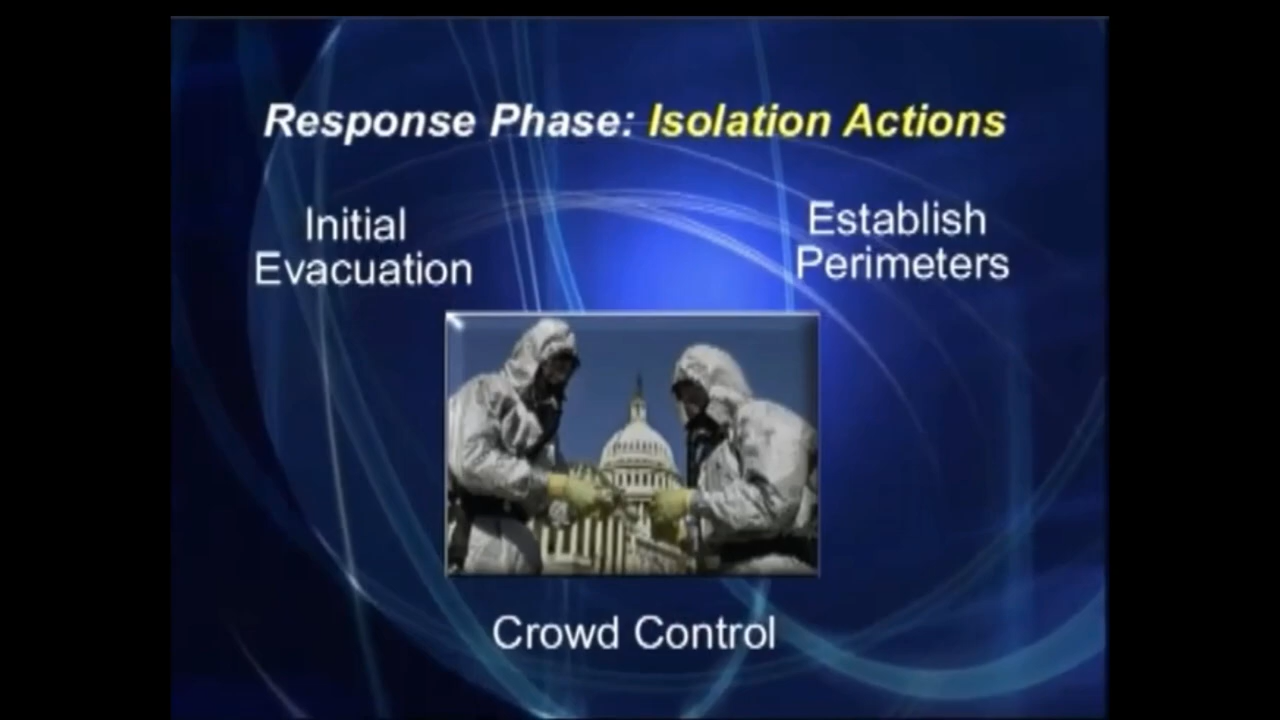 Response Phase: Isolation Actions
Initial
Evacuation
Establish
Perimeters
Crowd Control